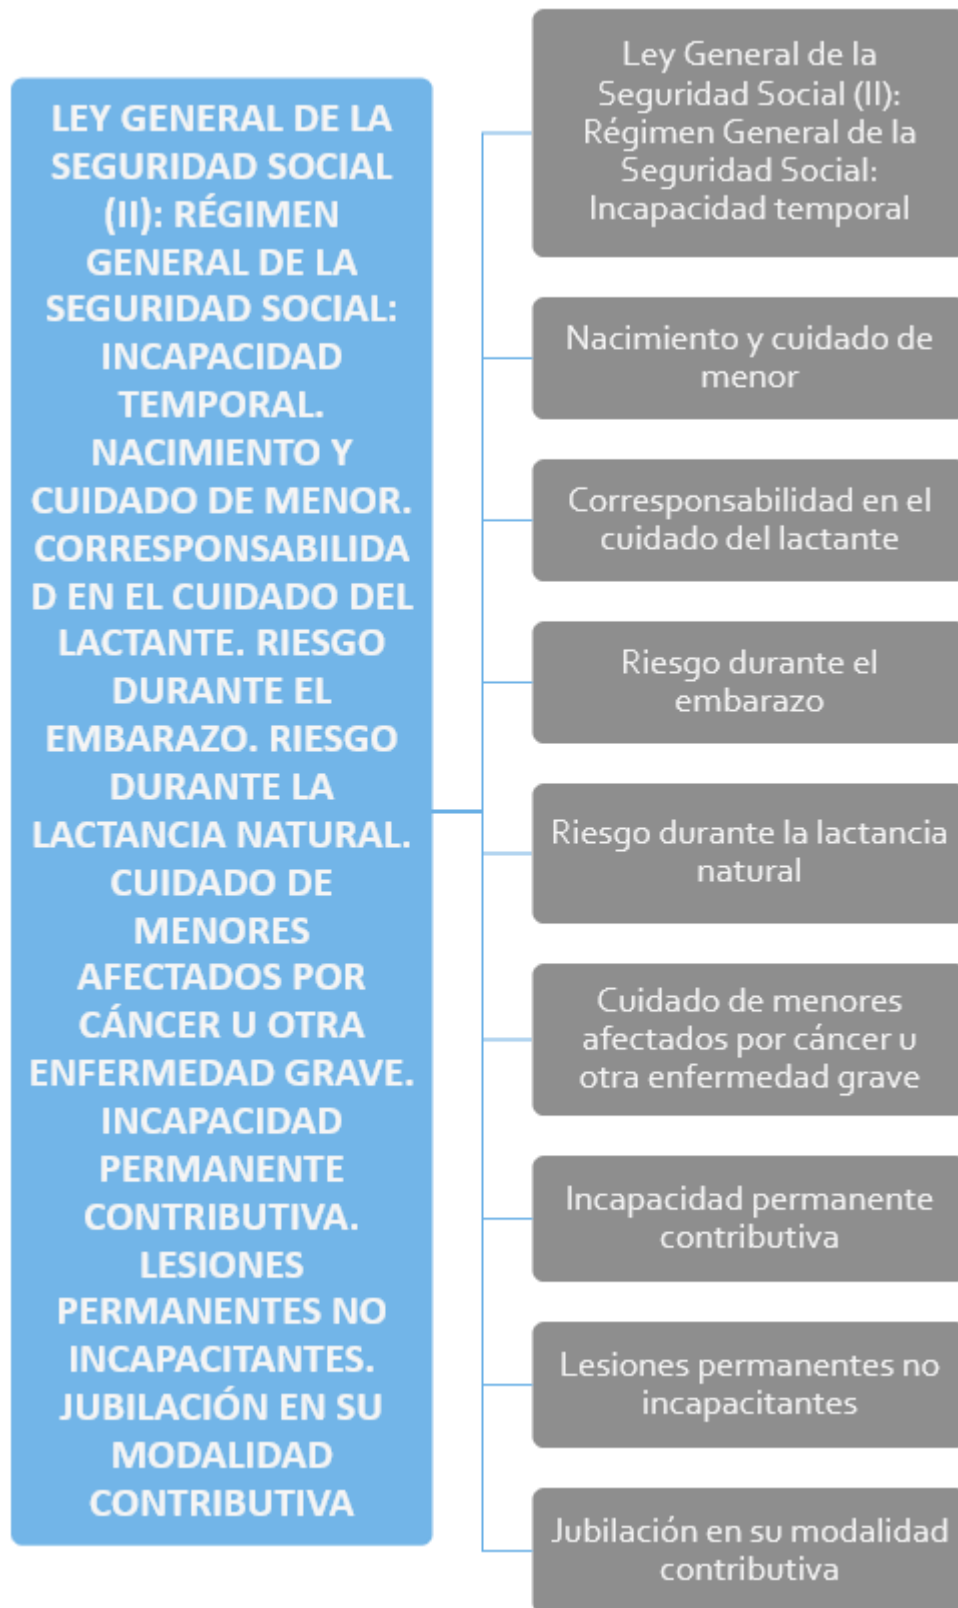 LEY GENERAL DE LA
SEGURIDAD SOCIAL
(II): RÉGIMEN
GENERAL DE LA
SEGURIDAD SOCIAL:
INCAPACIDAD
TEMPORAL.
NACIMIENTO Y
CUIDADO DE MENOR.
CORRESPONSABILIDA
D EN EL CUIDADO DEL
LACTANTE. RIESGO
DURANTE EL
EMBARAZO. RIESGO
DURANTE LA
LACTANCIA NATURAL.
CUIDADO DE
MENORES
AFECTADOS POR
CÁNCER U OTRA
ENFERMEDAD GRAVE.
INCAPACIDAD
PERMANENTE
CONTRIBUTIVA.
LESIONES
PERMANENTES NO
INCAPACITANTES.
JUBILACIÓN EN SU
MODALIDAD
CONTRIBUTIVA
Ley General de la
Seguridad Social (II):
Régimen General de la
Seguridad Social:
Incapacidad temporal
Nacimiento y cuidado de
menor
Corresponsabilidad en el
cuidado del lactante
Riesgo durante el
embarazo
Riesgo durante la lactancia
natural
Cuidado de menores
afectados por cáncer u
otra enfermedad grave
Incapacidad permanente
contributiva
Lesiones permanentes no
incapacitantes
Jubilación en su modalidad
contributiva